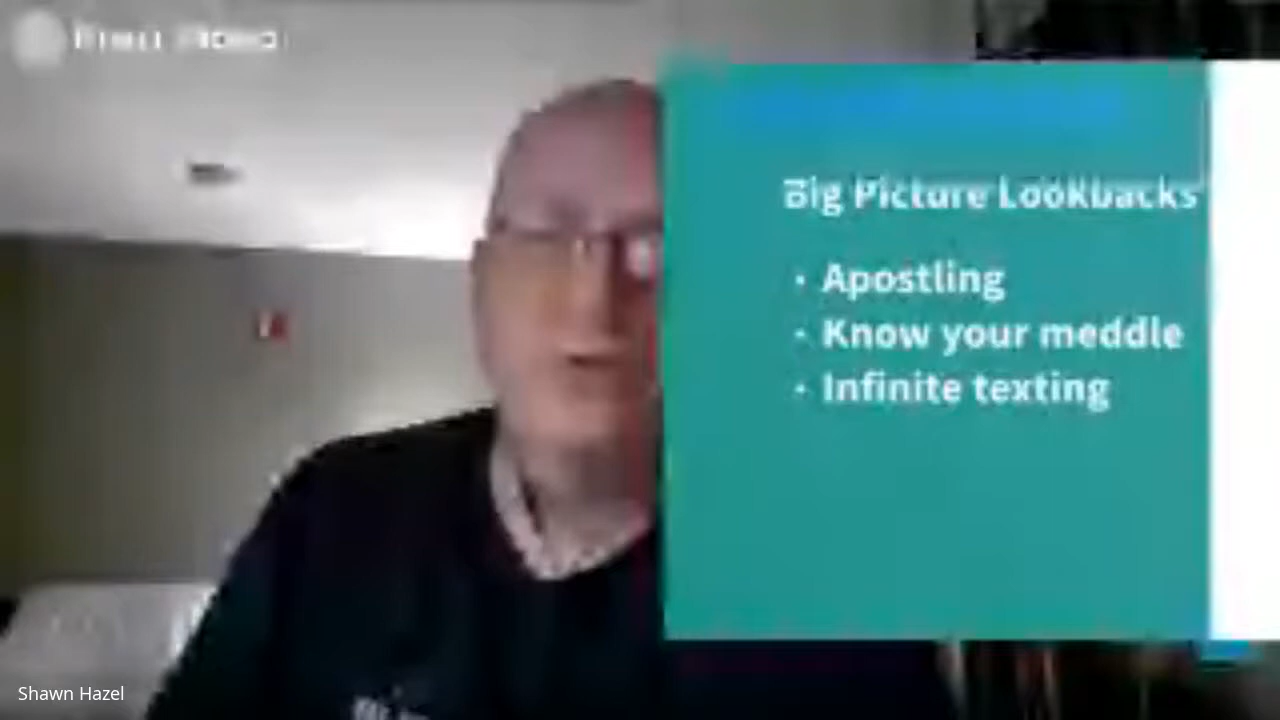 Big Picture Lookbacks
• Apostling
• Know your meddle
• Infinite texting
Shawn Hazel